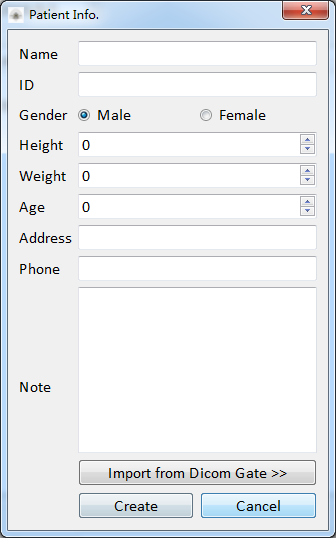 Patient Info.
Name
ID
Gender Male Female
Height 0
Weight 0
Age 0
Address
Phone
Note
Import from Dicom Gate >>
Create Cancel